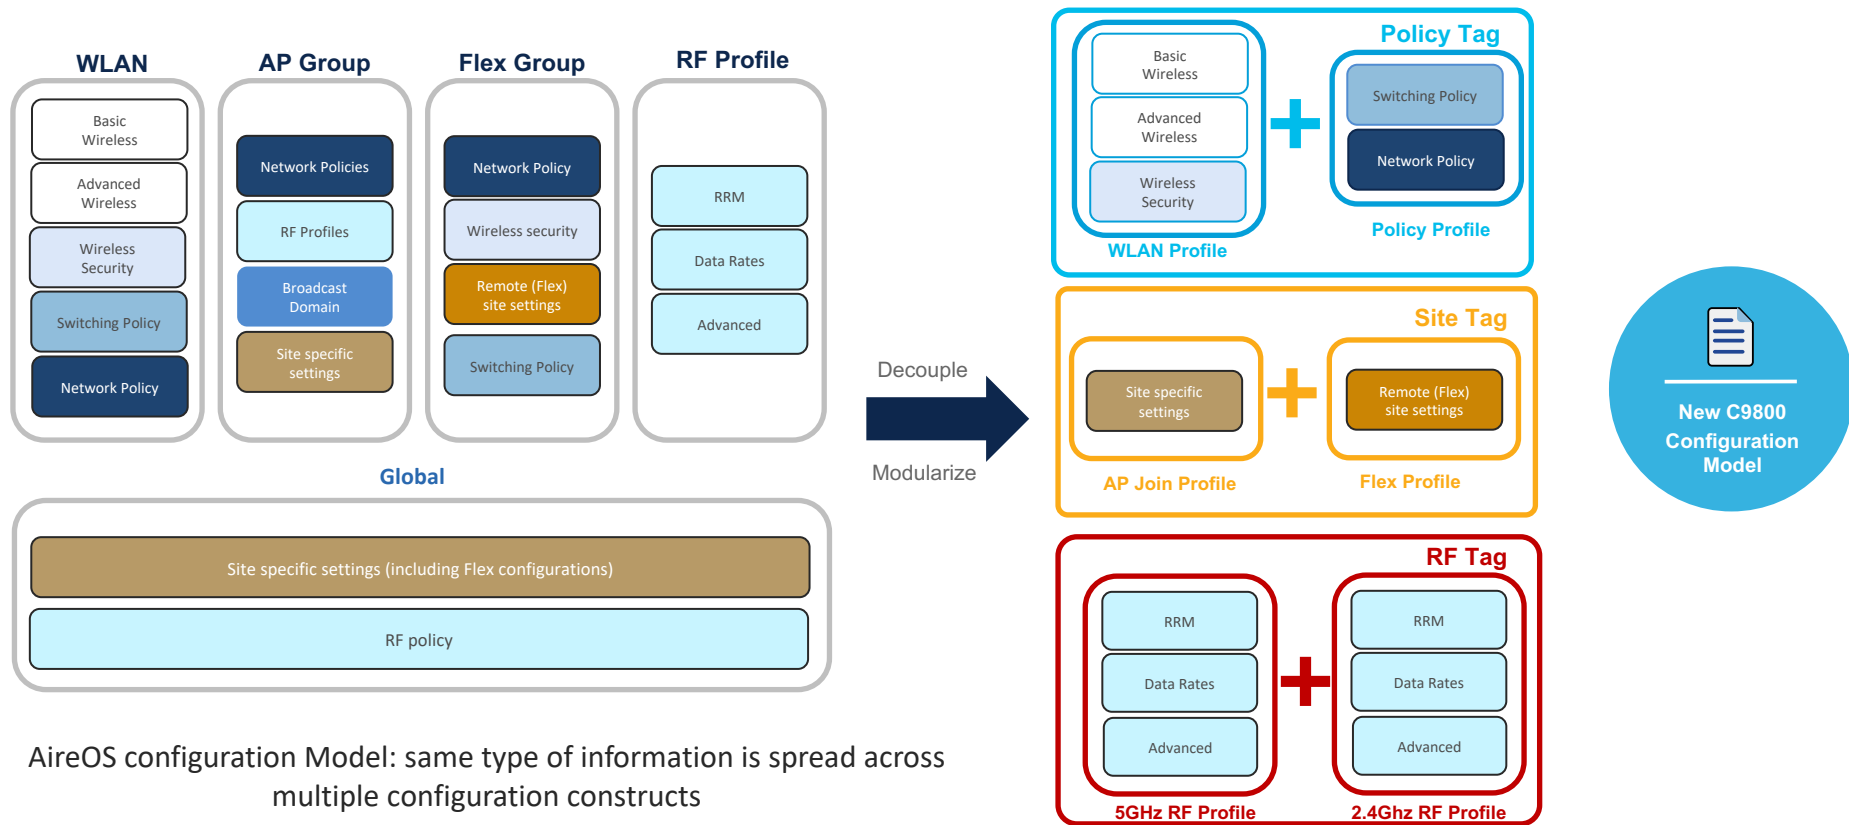 WLAN
Basic
Wireless
Advanced
Wireless
Wireless
Security
Switching Policy
Network Policy
AP Group
Network Policies
RF Profiles
Broadcast
Domain
Site specific
settings
Flex Group
Network Policy
Wireless security
Remote (Flex)
site settings
Switching Policy
RF Profile
RRM
Data Rates
Advanced
Global
Site specific settings (including Flex configurations)
RF policy
AireOS configuration Model: same type of information is spread across
multiple configuration constructs
Decouple
Modularize
Policy Tag
Basic
Wireless
Advanced
Wireless
Wireless
Security
WLAN Profile
Switching Policy
Network Policy
Policy Profile
Site Tag
Site specific
settings
AP Join Profile
Remote (Flex)
site settings
Flex Profile
RF Tag
RRM
Data Rates
Advanced
5GHz RF Profile
RRM
Data Rates
Advanced
2.4Ghz RF Profile
New C9800
Configuration
Model